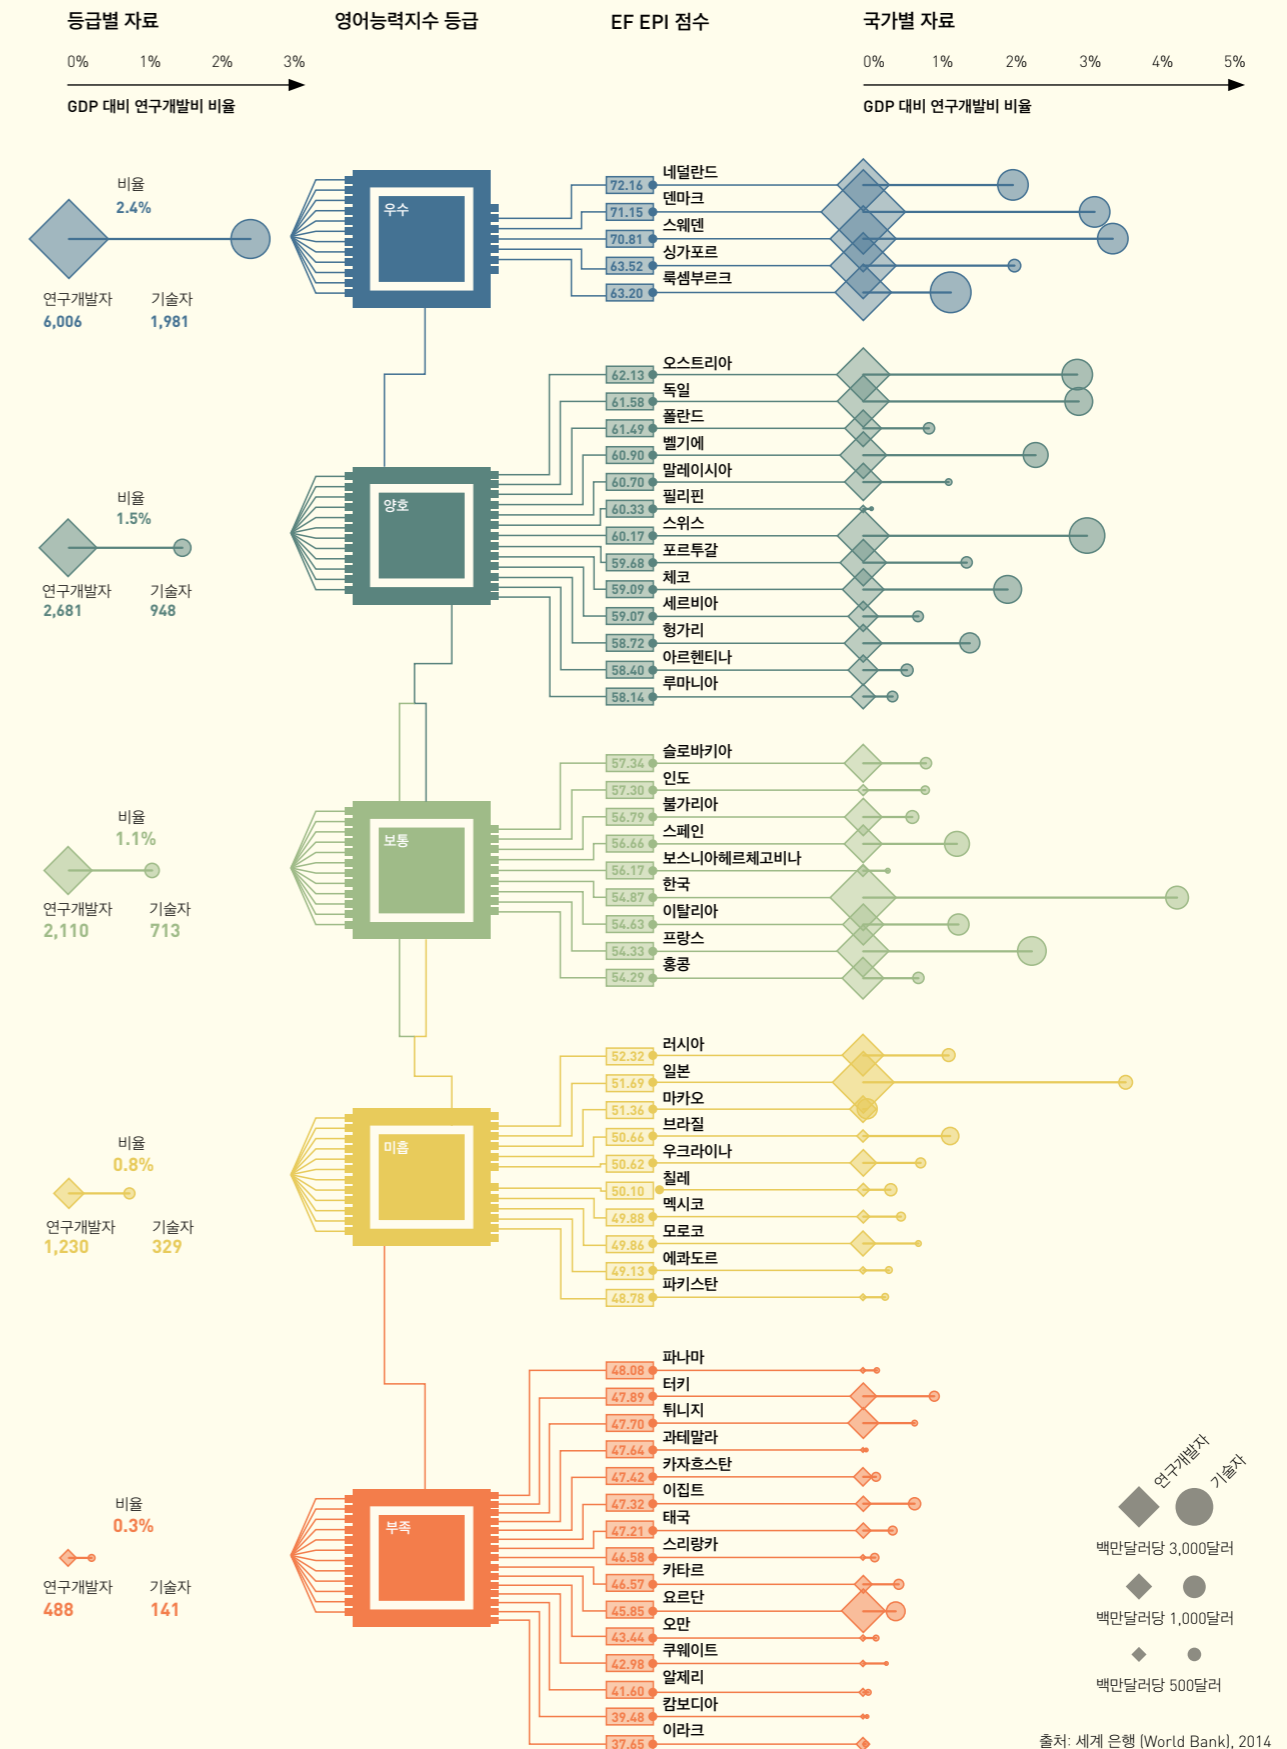 등급별 자료
영어능력지수 등급
EF EPI 점수
국가별 자료
0% 1% 2% 3%
GDP 대비 연구개발비 비율
0% 1% 2% 3% 4% 5%
GDP 대비 연구개발비 비율
비율
2.4%
연구개발자 기술자
6,006 1,981
우수
네덜란드
72.16
덴마크
71.15
스웨덴
70.81
싱가포르
63.52
룩셈부르크
63.20
비율
1.5%
연구개발자 기술자
2,681 948
양호
오스트리아
62.13
독일
61.58
폴란드
61.49
벨기에
60.90
말레이시아
60.70
필리핀
60.33
스위스
60.17
포르투갈
59.68
체코
59.09
세르비아
59.07
헝가리
58.72
아르헨티나
58.40
루마니아
58.14
비율
1.1%
연구개발자 기술자
2,110 713
보통
슬로바키아
57.34
인도
57.30
불가리아
56.79
스페인
56.66
보스니아헤르체고비나
56.17
한국
54.87
이탈리아
54.63
프랑스
54.33
홍콩
54.29
비율
0.8%
연구개발자 기술자
1,230 329
미흡
러시아
52.32
일본
51.69
마카오
51.36
브라질
50.66
우크라이나
50.62
칠레
50.10
멕시코
49.88
모로코
49.86
에콰도르
49.13
파키스탄
48.78
비율
0.3%
연구개발자 기술자
488 141
부족
파나마
48.08
터키
47.89
튀니지
47.70
과테말라
47.64
카자흐스탄
47.42
이집트
47.32
태국
47.21
스리랑카
46.58
카타르
46.57
요르단
45.85
오만
43.44
쿠웨이트
42.98
알제리
41.60
캄보디아
39.48
이라크
37.65
연구개발자
기술자
백만달러당 3,000달러
백만달러당 1,000달러
백만달러당 500달러
출처: 세계 은행 (World Bank), 2014